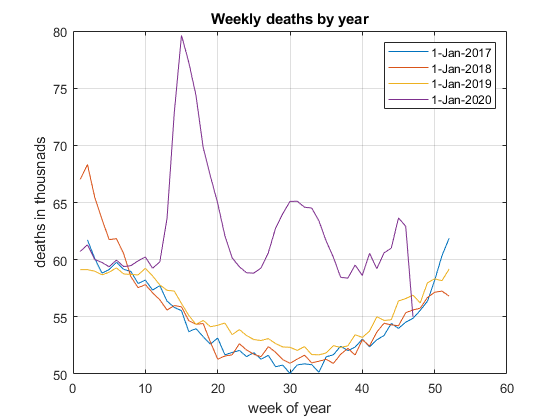 Weekly deaths by year
80
75
70
65
60
55
50
deaths in thousnads
0
10
20
30
40
50
60
week of year
1-Jan-2017
1-Jan-2018
1-Jan-2019
1-Jan-2020